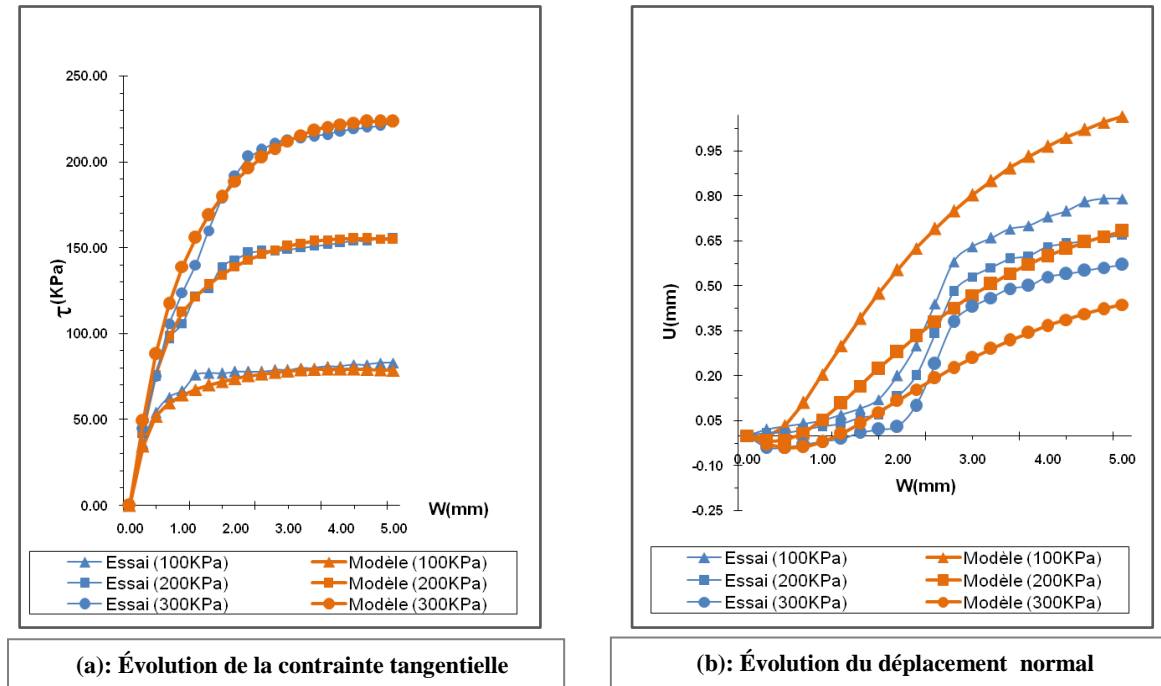 250.00
200.00
150.00
100.00
50.00
0.00
τ(KPa)
0.00 1.00 2.00 3.00 4.00 5.00
W(mm)
Essai (100KPa) Modèle (100KPa)
Essai (200KPa) Modèle (200KPa)
Essai (300KPa) Modèle (300KPa)
(a): Évolution de la contrainte tangentielle
0.95
0.80
0.65
0.50
0.35
0.20
0.05
-0.10
-0.25
U(mm)
0.00 1.00 2.00 3.00 4.00 5.00
W(mm)
Essai (100KPa) Modèle (100KPa)
Essai (200KPa) Modèle (200KPa)
Essai (300KPa) Modèle (300KPa)
(b): Évolution du déplacement normal